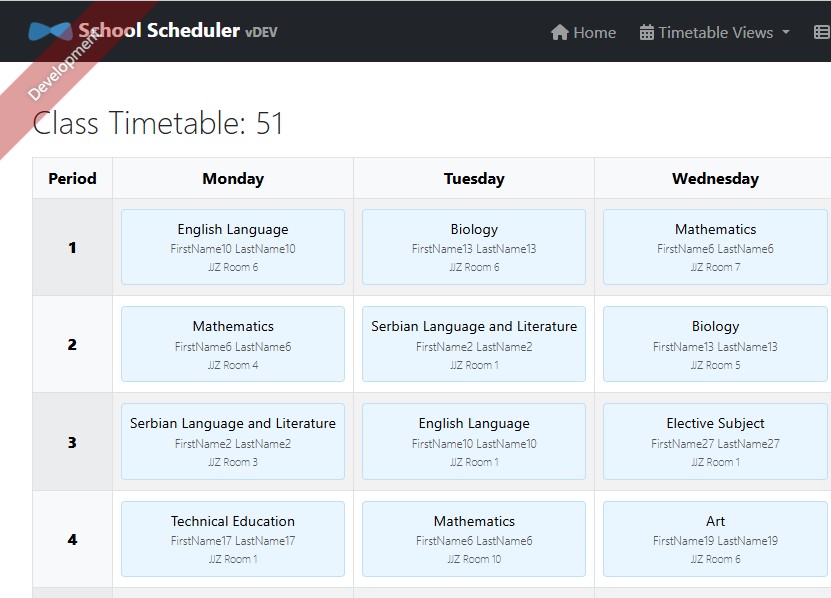 School Scheduler vDEV
Home
Timetable Views
Development
Class Timetable: 51
Period Monday Tuesday Wednesday
1
English Language
FirstName10 LastName10
JJZ Room 6
Biology
FirstName13 LastName13
JJZ Room 6
Mathematics
FirstName6 LastName6
JJZ Room 7
2
Mathematics
FirstName6 LastName6
JJZ Room 4
Serbian Language and Literature
FirstName2 LastName2
JJZ Room 1
Biology
FirstName13 LastName13
JJZ Room 5
3
Serbian Language and Literature
FirstName2 LastName2
JJZ Room 3
English Language
FirstName10 LastName10
JJZ Room 1
Elective Subject
FirstName27 LastName27
JJZ Room 1
4
Technical Education
FirstName17 LastName17
JJZ Room 1
Mathematics
FirstName6 LastName6
JJZ Room 10
Art
FirstName19 LastName19
JJZ Room 6